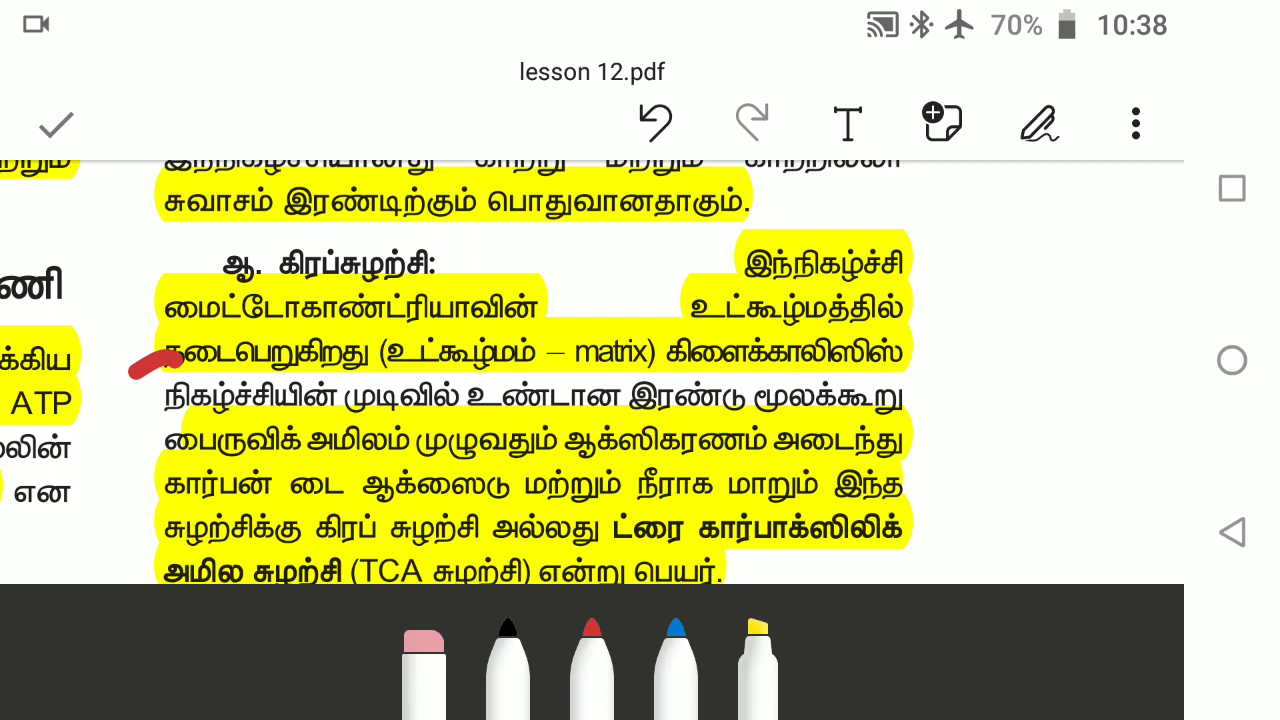 70% 10:38
lesson 12.pdf
சுவாசம் இரண்டிற்கும் பொதுவானதாகும்.
ஆ. கிரப்சுழற்சி: இந்நிகழ்ச்சி
மைட்டோகாண்ட்ரியாவின் உட்கூழ்மத்தில்
நடைபெறுகிறது (உட்கூழ்மம் – matrix) கிளைக்காலிஸிஸ்
நிகழ்ச்சியின் முடிவில் உண்டான இரண்டு மூலக்கூறு
பைருவிக் அமிலம் முழுவதும் ஆக்ஸிகரணம் அடைந்து
கார்பன் டை ஆக்ஸைடு மற்றும் நீராக மாறும் இந்த
சுழற்சிக்கு கிரப் சுழற்சி அல்லது ட்ரை கார்பாக்ஸிலிக்
அமில சுழற்சி (TCA சுழற்சி) என்று பெயர்.
ATP
என